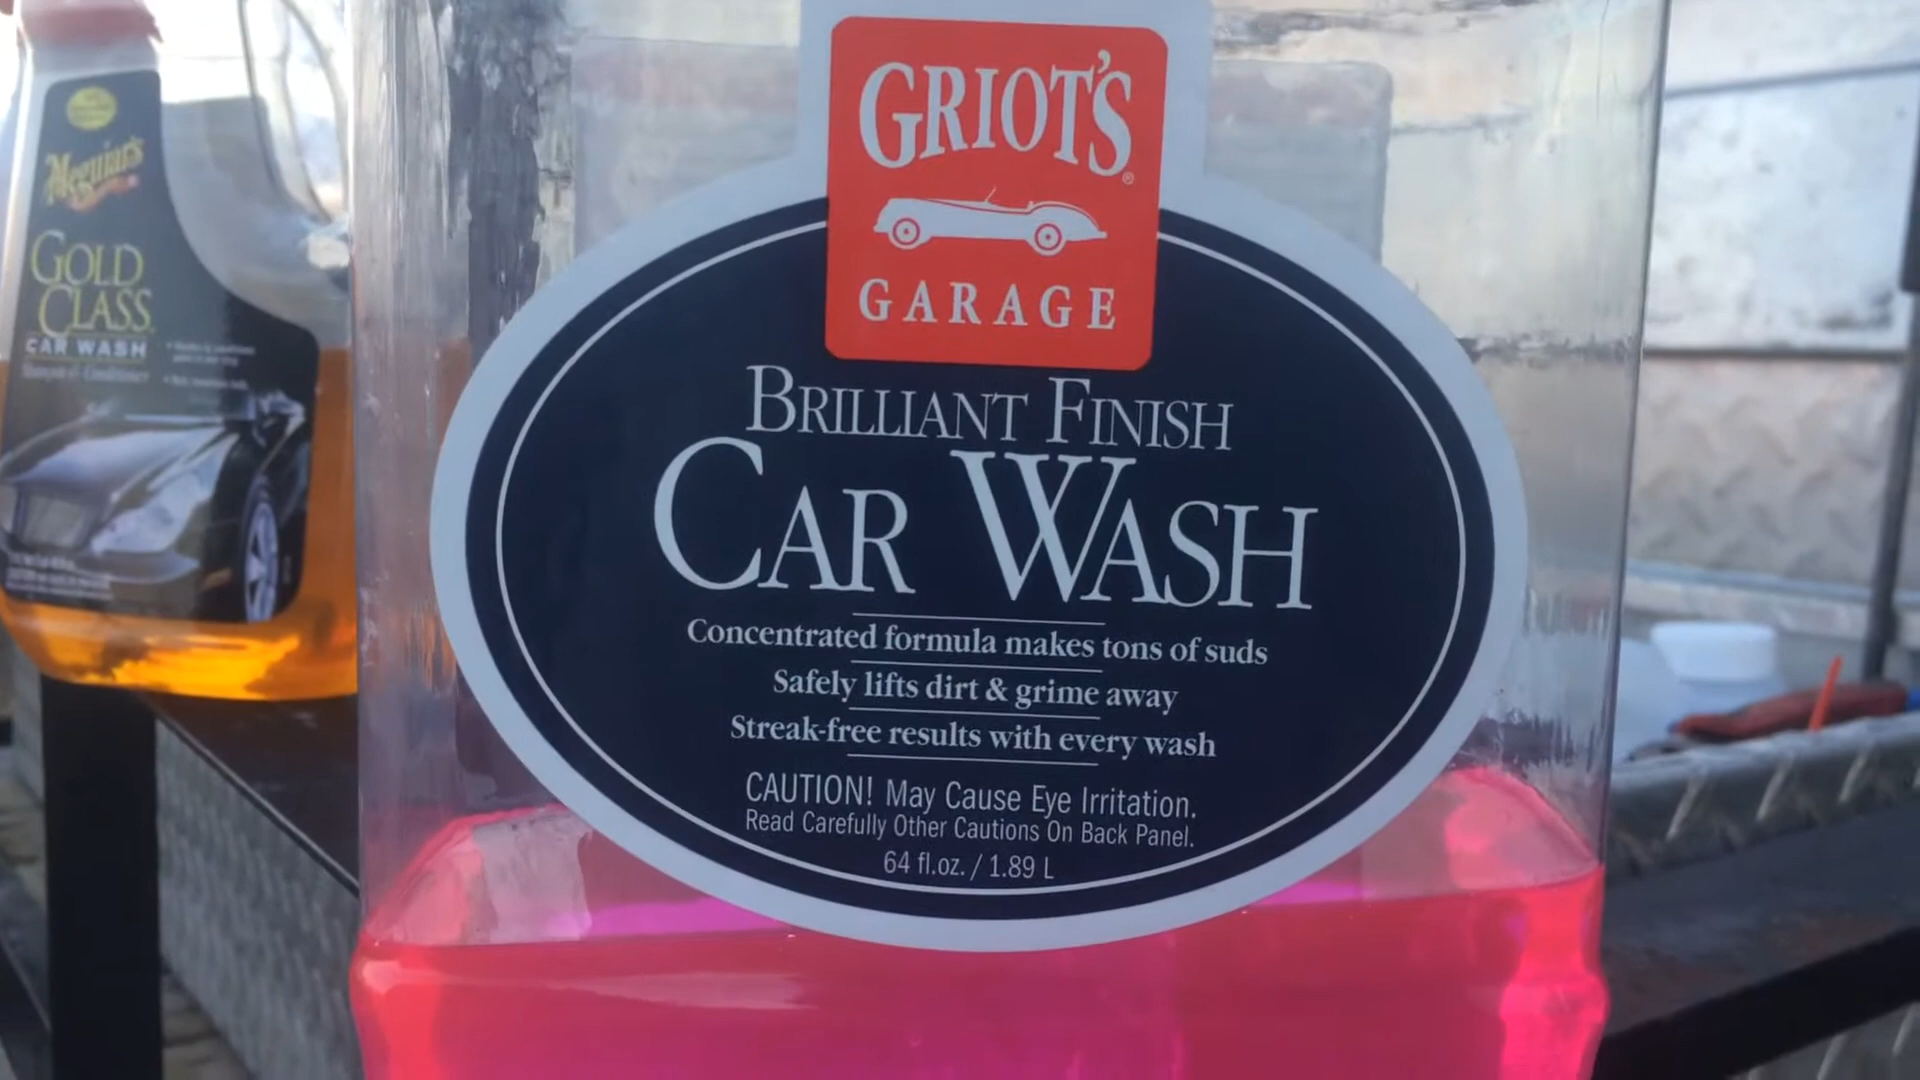 Meguiar's
GOLD
CLASS
CAR WASH
GRIOT'S
GARAGE
BRILLIANT FINISH
CAR WASH
Concentrated formula makes tons of suds
Safely lifts dirt & grime away
Streak-free results with every wash
CAUTION! May Cause Eye Irritation.
Read Carefully Other Cautions On Back Panel.
64 fl.oz. / 1.89 L